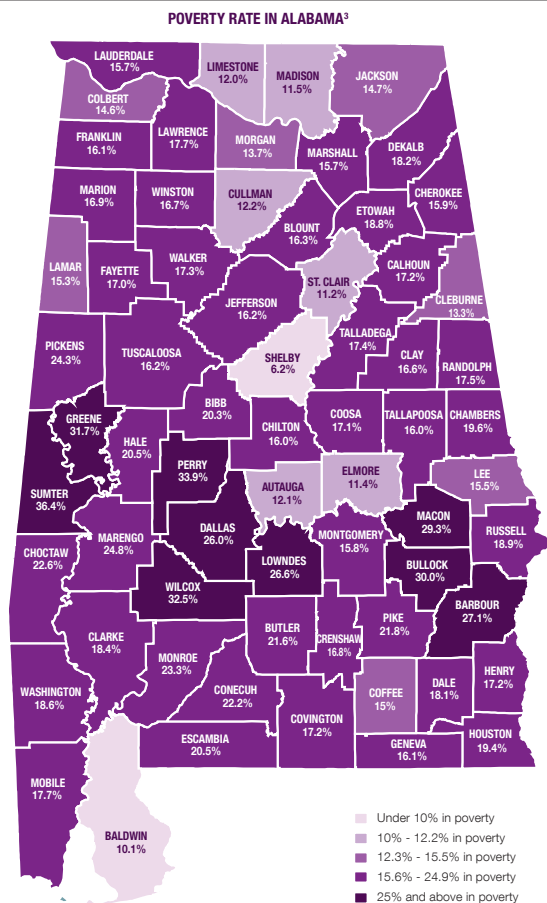 POVERTY RATE IN ALABAMA³
LAUDERDALE
15.7%
LIMESTONE
12.0%
MADISON
11.5%
JACKSON
14.7%
COLBERT
14.6%
FRANKLIN
16.1%
LAWRENCE
17.7%
MORGAN
13.7%
MARSHALL
15.7%
DEKALB
18.2%
MARION
16.9%
WINSTON
16.7%
CULLMAN
12.2%
BLOUNT
16.3%
ETOWAH
18.8%
CHEROKEE
15.9%
LAMAR
15.3%
FAYETTE
17.0%
WALKER
17.3%
JEFFERSON
16.2%
ST. CLAIR
11.2%
CALHOUN
17.2%
CLEBURNE
13.3%
PICKENS
24.3%
TUSCALOOSA
16.2%
SHELBY
6.2%
TALLADEGA
17.4%
CLAY
16.6%
RANDOLPH
17.5%
GREENE
31.7%
HALE
20.5%
BIBB
20.3%
CHILTON
16.0%
COOSA
17.1%
TALLAPOOSA
16.0%
CHAMBERS
19.6%
SUMTER
36.4%
PERRY
33.9%
AUTAUGA
12.1%
ELMORE
11.4%
LEE
15.5%
CHOCTAW
22.6%
MARENGO
24.8%
DALLAS
26.0%
LOWNDES
26.6%
MONTGOMERY
15.8%
MACON
29.3%
RUSSELL
18.9%
BULLOCK
30.0%
WILCOX
32.5%
BARBOUR
27.1%
CLARKE
18.4%
MONROE
23.3%
BUTLER
21.6%
CRENSHAW
16.8%
PIKE
21.8%
WASHINGTON
18.6%
CONECUH
22.2%
COVINGTON
17.2%
COFFEE
15%
DALE
18.1%
HENRY
17.2%
ESCAMBIA
20.5%
GENEVA
16.1%
HOUSTON
19.4%
MOBILE
17.7%
BALDWIN
10.1%
Under 10% in poverty
10% - 12.2% in poverty
12.3% - 15.5% in poverty
15.6% - 24.9% in poverty
25% and above in poverty